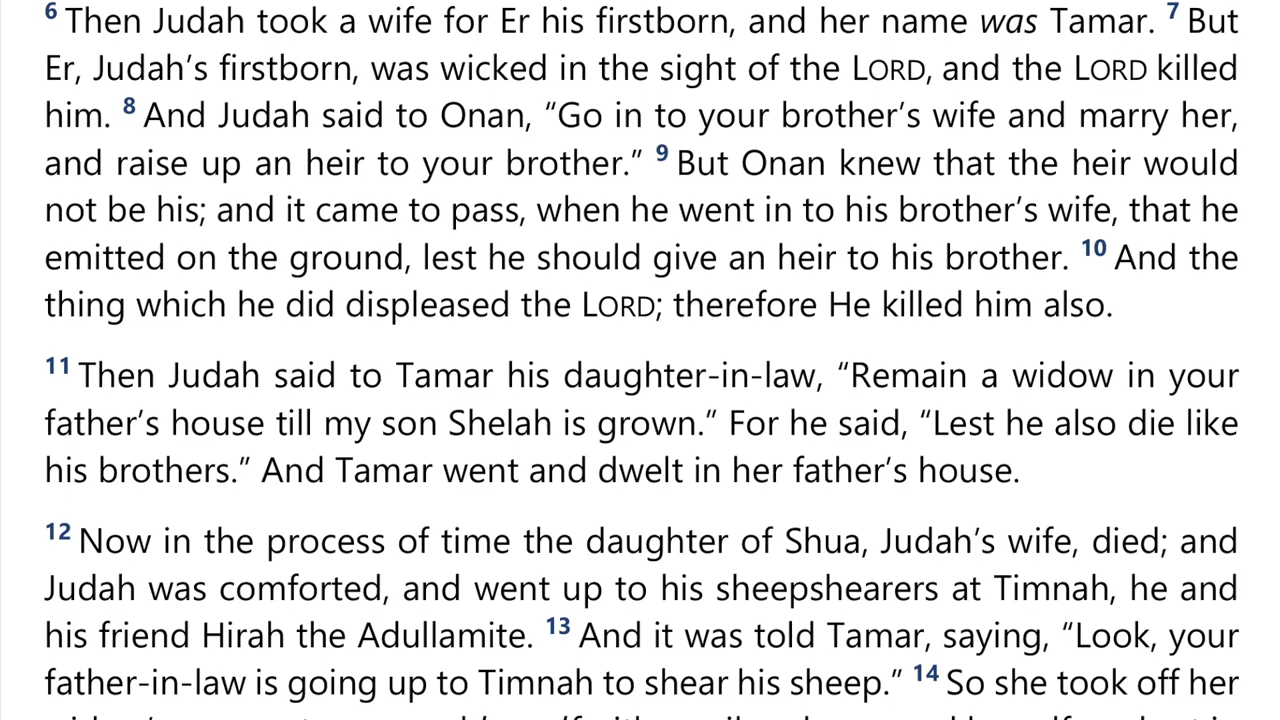 6 Then Judah took a wife for Er his firstborn, and her name was Tamar. 7 But
Er, Judah’s firstborn, was wicked in the sight of the LORD, and the LORD killed
him. 8 And Judah said to Onan, “Go in to your brother’s wife and marry her,
and raise up an heir to your brother.” 9 But Onan knew that the heir would
not be his; and it came to pass, when he went in to his brother’s wife, that he
emitted on the ground, lest he should give an heir to his brother. 10 And the
thing which he did displeased the LORD; therefore He killed him also.
11 Then Judah said to Tamar his daughter-in-law, “Remain a widow in your
father’s house till my son Shelah is grown.” For he said, “Lest he also die like
his brothers.” And Tamar went and dwelt in her father’s house.
12 Now in the process of time the daughter of Shua, Judah’s wife, died; and
Judah was comforted, and went up to his sheepshearers at Timnah, he and
his friend Hirah the Adullamite. 13 And it was told Tamar, saying, “Look, your
father-in-law is going up to Timnah to shear his sheep.” 14 So she took off her